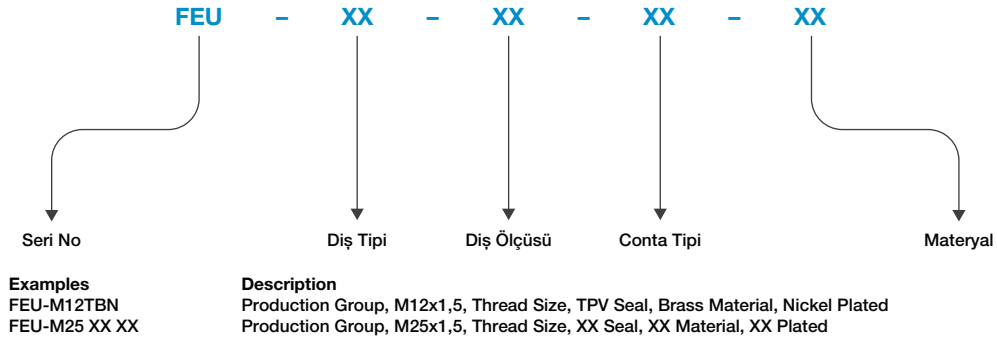 FEU – XX – XX – XX – XX
Seri No Diş Tipi Diş Ölçüsü Conta Tipi Materyal
Examples Description
FEU-M12TBN Production Group, M12x1,5, Thread Size, TPV Seal, Brass Material, Nickel Plated
FEU-M25 XX XX Production Group, M25x1,5, Thread Size, XX Seal, XX Material, XX Plated